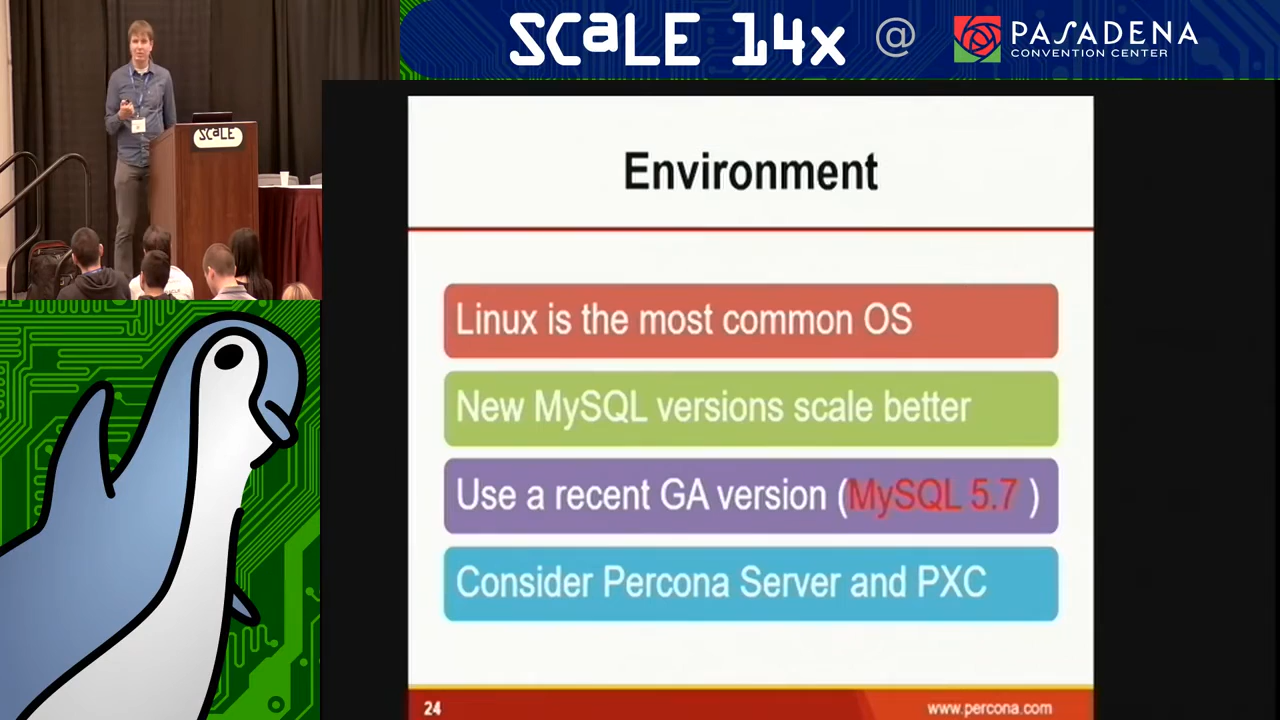 SCALE 14x @ PASADENA
CONVENTION CENTER
SCALE
Environment
Linux is the most common OS
New MySQL versions scale better
Use a recent GA version (MySQL 5.7 )
Consider Percona Server and PXC
24
www.percona.com